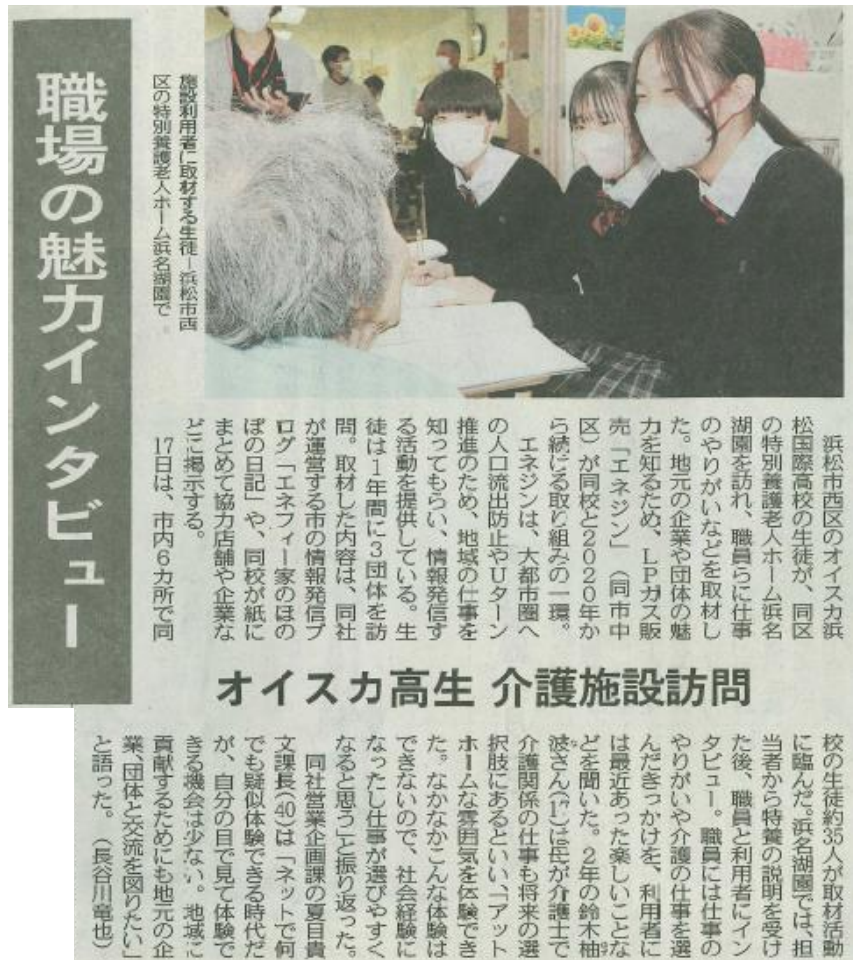 職場の魅力インタビュー
施設利用者に取材する生徒＝浜松市西
区の特別養護老人ホーム浜名湖園で
浜松市西区のオイスカ浜
松国際高校の生徒が、同区
の特別養護老人ホーム浜名
湖園を訪れ、職員らに仕事
のやりがいなどを取材し
た。地元の企業や団体の魅
力を知るため、ＬＰガス販
売「エネジン」（同市中
区）が同校と２０２０年か
ら続ける取り組みの一環。
エネジンは、大都市圏へ
の人口流出防止やＵターン
推進のため、地域の仕事を
知ってもらい、情報発信す
る活動を提供している。生
徒は１年間に３団体を訪
問。取材した内容は、同社
が運営する市の情報発信ブ
ログ「エネフィー家のほの
ぼの日記」や、同校が紙に
まとめて協力店舗や企業な
どに掲示する。
17日は、市内６カ所で同
オイスカ高生 介護施設訪問
校の生徒約35人が取材活動
に臨んだ。浜名湖園では、担
当者から特養の説明を受け
た後、職員と利用者にイン
タビュー。職員には仕事の
やりがいや介護の仕事を選
んだきっかけを、利用者に
は最近あった楽しいことな
どを聞いた。２年の鈴木柚
波さん(17)は母が介護士で
介護関係の仕事も将来の選
択肢にあるといい、「アット
ホームな雰囲気を体験でき
た。なかなかこんな体験は
できないので、社会経験に
なったし仕事が選びやすく
なると思う」と振り返った。
同社営業企画課の夏目貴
文課長(40)は「ネットで何
でも疑似体験できる時代だ
が、自分の目で見て体験で
きる機会は少ない。地域に
貢献するためにも地元の企
業、団体と交流を図りたい」
と語った。（長谷川竜也）